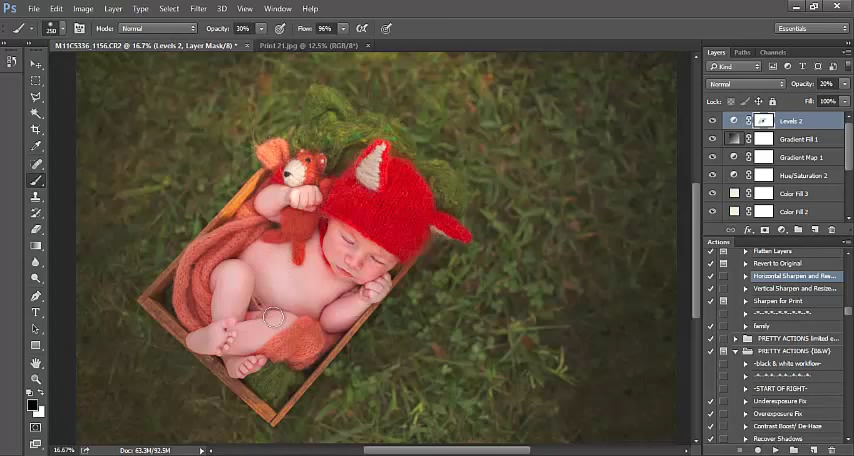 Ps File Edit Image Layer Type Select Filter 3D View Window Help
250 Mode: Normal Opacity: 30% Flow: 96% Essentials
M11C5336_1156.CR2 @ 16.7% (Levels 2, Layer Mask/8) * × Print 21.jpg @ 12.5% (RGB/8*) ×
Layers Paths Channels
Kind
Normal Opacity: 20%
Lock: Fill: 100%
Levels 2
Gradient Fill 1
Gradient Map 1
Hue/Saturation 2
Color Fill 3
Color Fill 2
fx
Actions
Flatten Layers
Revert to Original
Horizontal Sharpen and Res...
Vertical Sharpen and Resize...
Sharpen for Print
-*--*--*--*--*--*--*-
family
PRETTY ACTIONS limited e...
PRETTY ACTIONS {B&W}
-black & white workflow-
-*--*--*--*--*--*--*-
-START OF RIGHT-
Underexposure Fix
Overexposure Fix
Contrast Boost/ De-Haze
Recover Shadows
16.67% Doc: 63.3M/92.5M